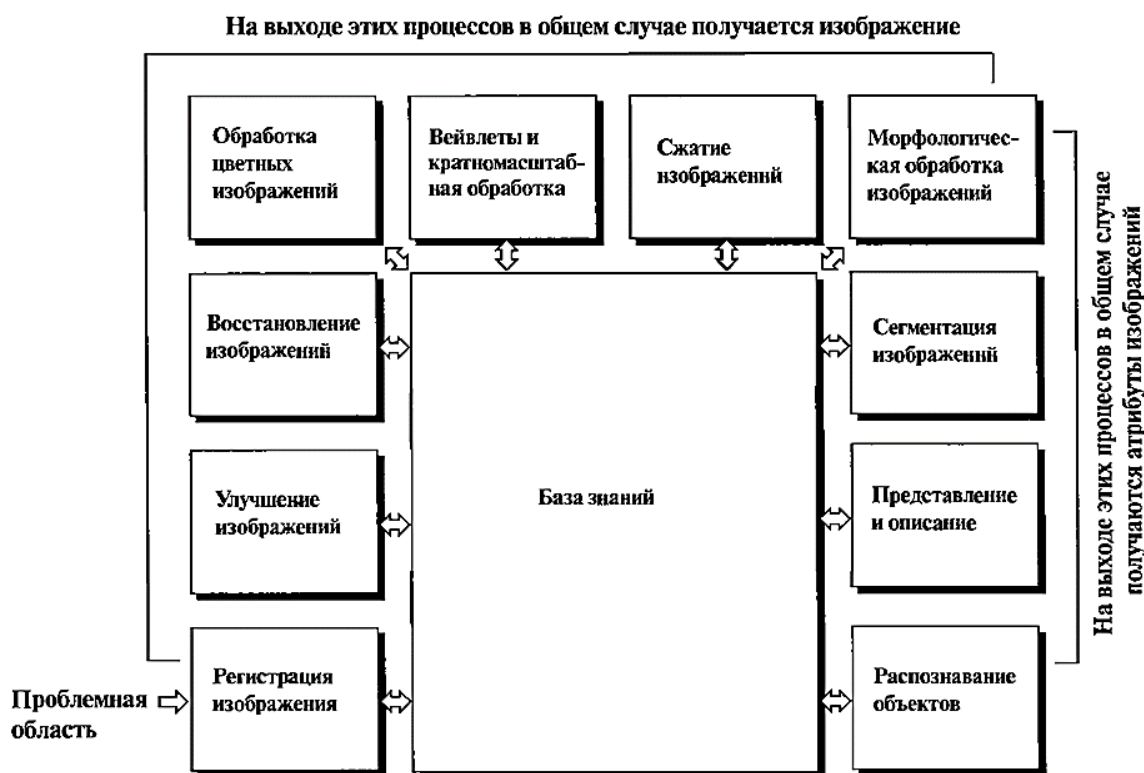 На выходе этих процессов в общем случае получается изображение
Обработка
цветных
изображений
Вейвлеты и
кратномасштаб-
ная обработка
Сжатие
изображений
Морфологичес-
кая обработка
изображений
Восстановление
изображений
Сегментация
изображений
Улучшение
изображений
База знаний
Представление
и описание
Проблемная
область
Регистрация
изображения
Распознавание
объектов
На выходе этих процессов в общем случае
получаются атрибуты изображений